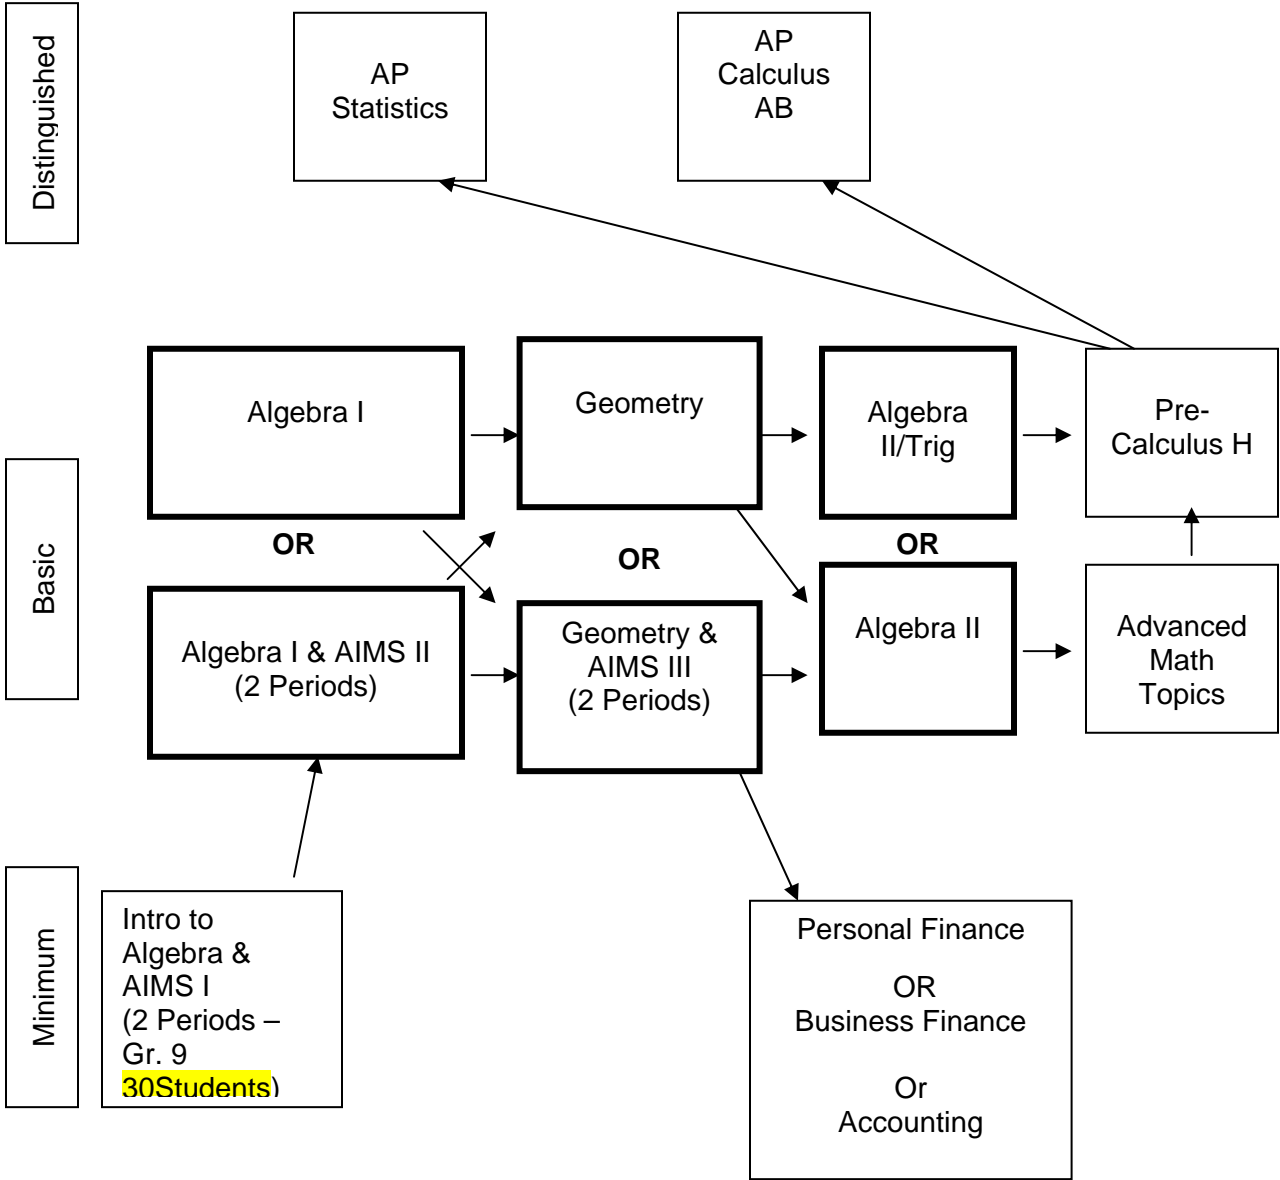 Distinguished
AP
Statistics
AP
Calculus
AB
Basic
Algebra I
Geometry
Algebra
II/Trig
Pre-
Calculus H
OR
OR
OR
Algebra I & AIMS II
(2 Periods)
Geometry &
AIMS III
(2 Periods)
Algebra II
Advanced
Math
Topics
Minimum
Intro to
Algebra &
AIMS I
(2 Periods –
Gr. 9
30Students)
Personal Finance
OR
Business Finance
Or
Accounting